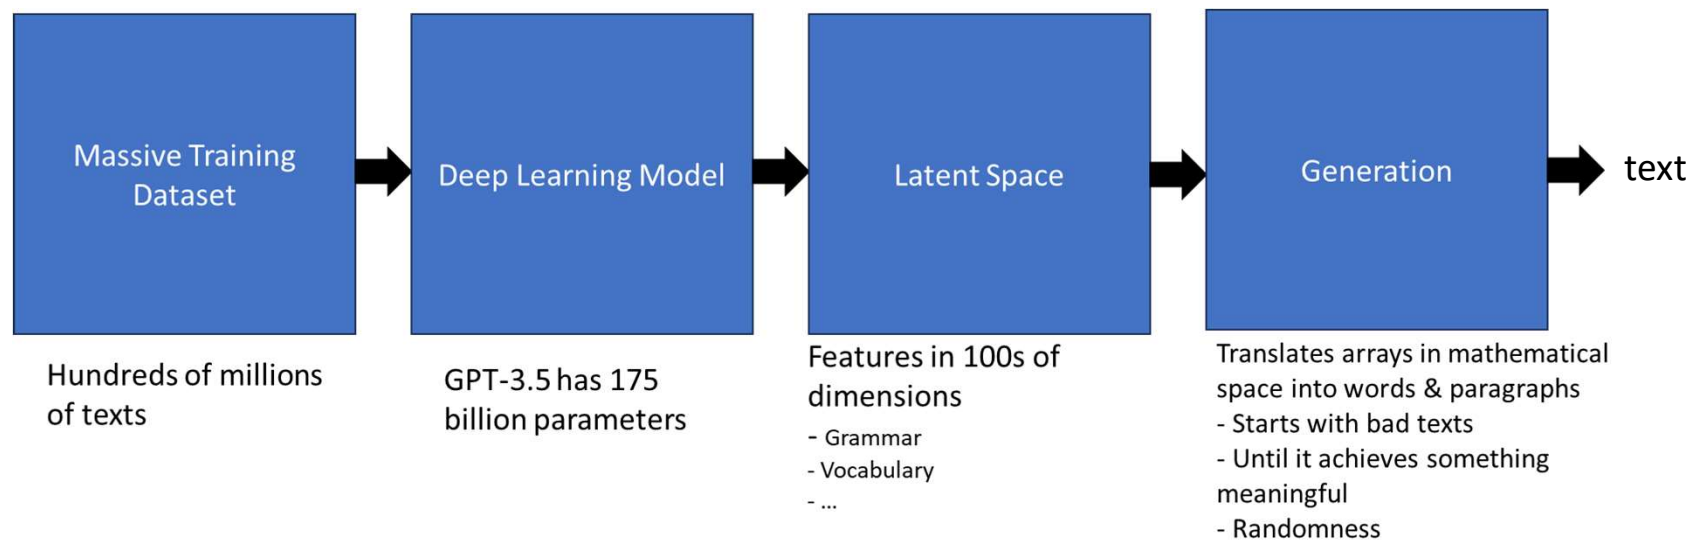 Massive Training
Dataset
Deep Learning Model
Latent Space
Generation
text
Hundreds of millions
of texts
GPT-3.5 has 175
billion parameters
Features in 100s of
dimensions
- Grammar
- Vocabulary
- ...
Translates arrays in mathematical
space into words & paragraphs
- Starts with bad texts
- Until it achieves something
meaningful
- Randomness